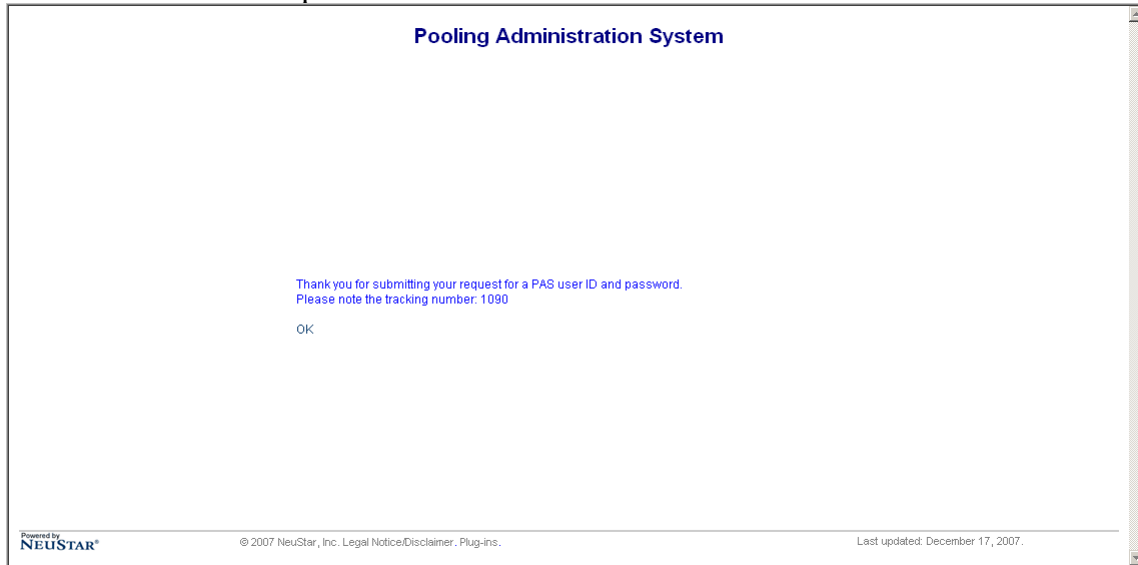 Pooling Administration System
Thank you for submitting your request for a PAS user ID and password.
Please note the tracking number: 1090
OK
Powered by
NEUSTAR®
© 2007 NeuStar, Inc. Legal Notice/Disclaimer. Plug-ins.
Last updated: December 17, 2007.